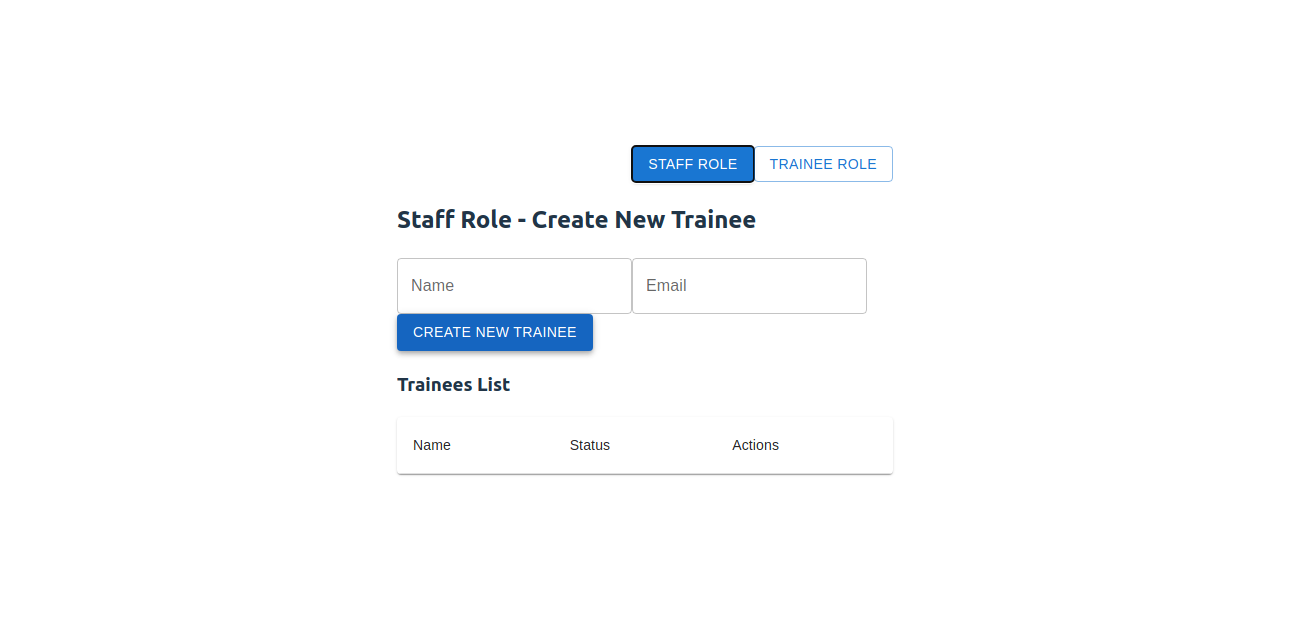 STAFF ROLE TRAINEE ROLE
Staff Role - Create New Trainee
Name Email
CREATE NEW TRAINEE
Trainees List
Name Status Actions